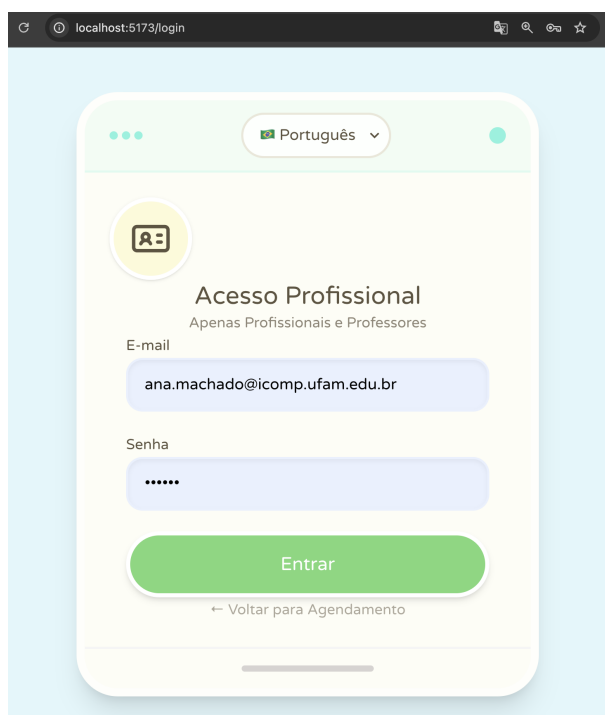 localhost:5173/login
Português
Acesso Profissional
Apenas Profissionais e Professores
E-mail
ana.machado@icomp.ufam.edu.br
Senha
••••••
Entrar
← Voltar para Agendamento